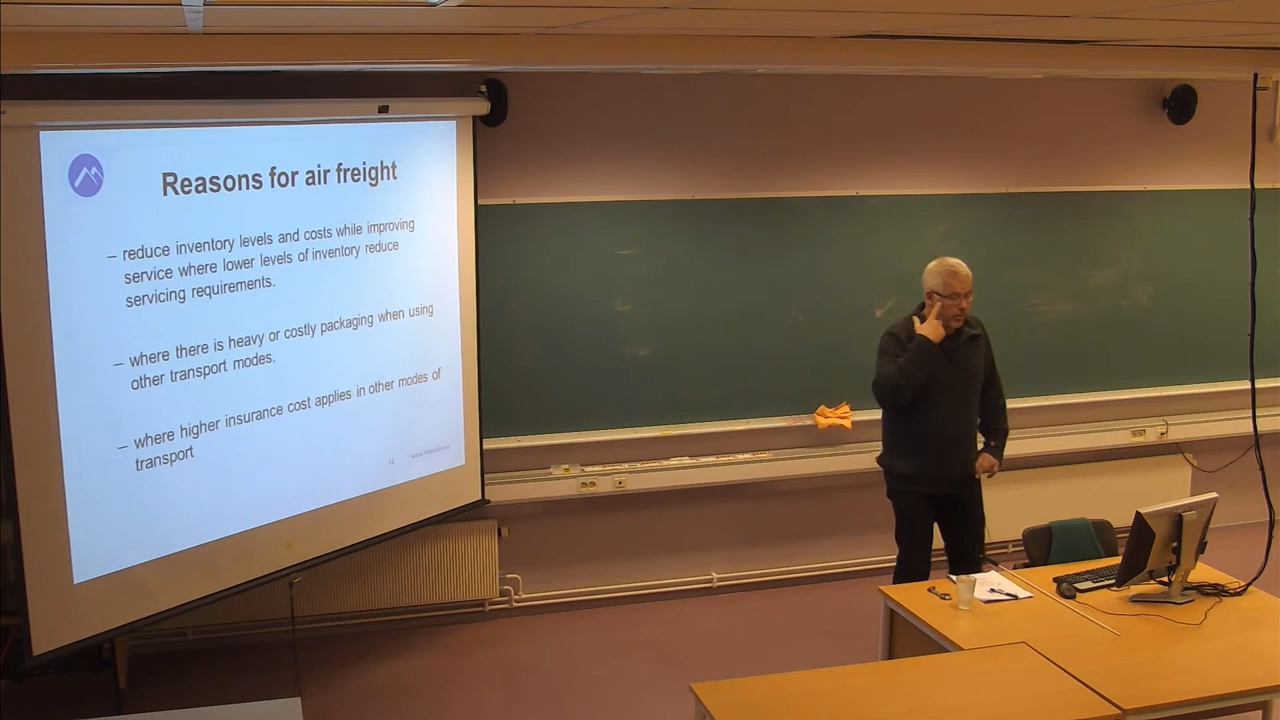 Reasons for air freight
– reduce inventory levels and costs while improving
service where lower levels of inventory reduce
servicing requirements.
– where there is heavy or costly packaging when using
other transport modes.
– where higher insurance cost applies in other modes of
transport
12